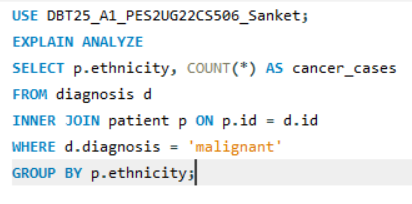 USE DBT25_A1_PES2UG22CS506_Sanket;
EXPLAIN ANALYZE
SELECT p.ethnicity, COUNT(*) AS cancer_cases
FROM diagnosis d
INNER JOIN patient p ON p.id = d.id
WHERE d.diagnosis = 'malignant'
GROUP BY p.ethnicity;